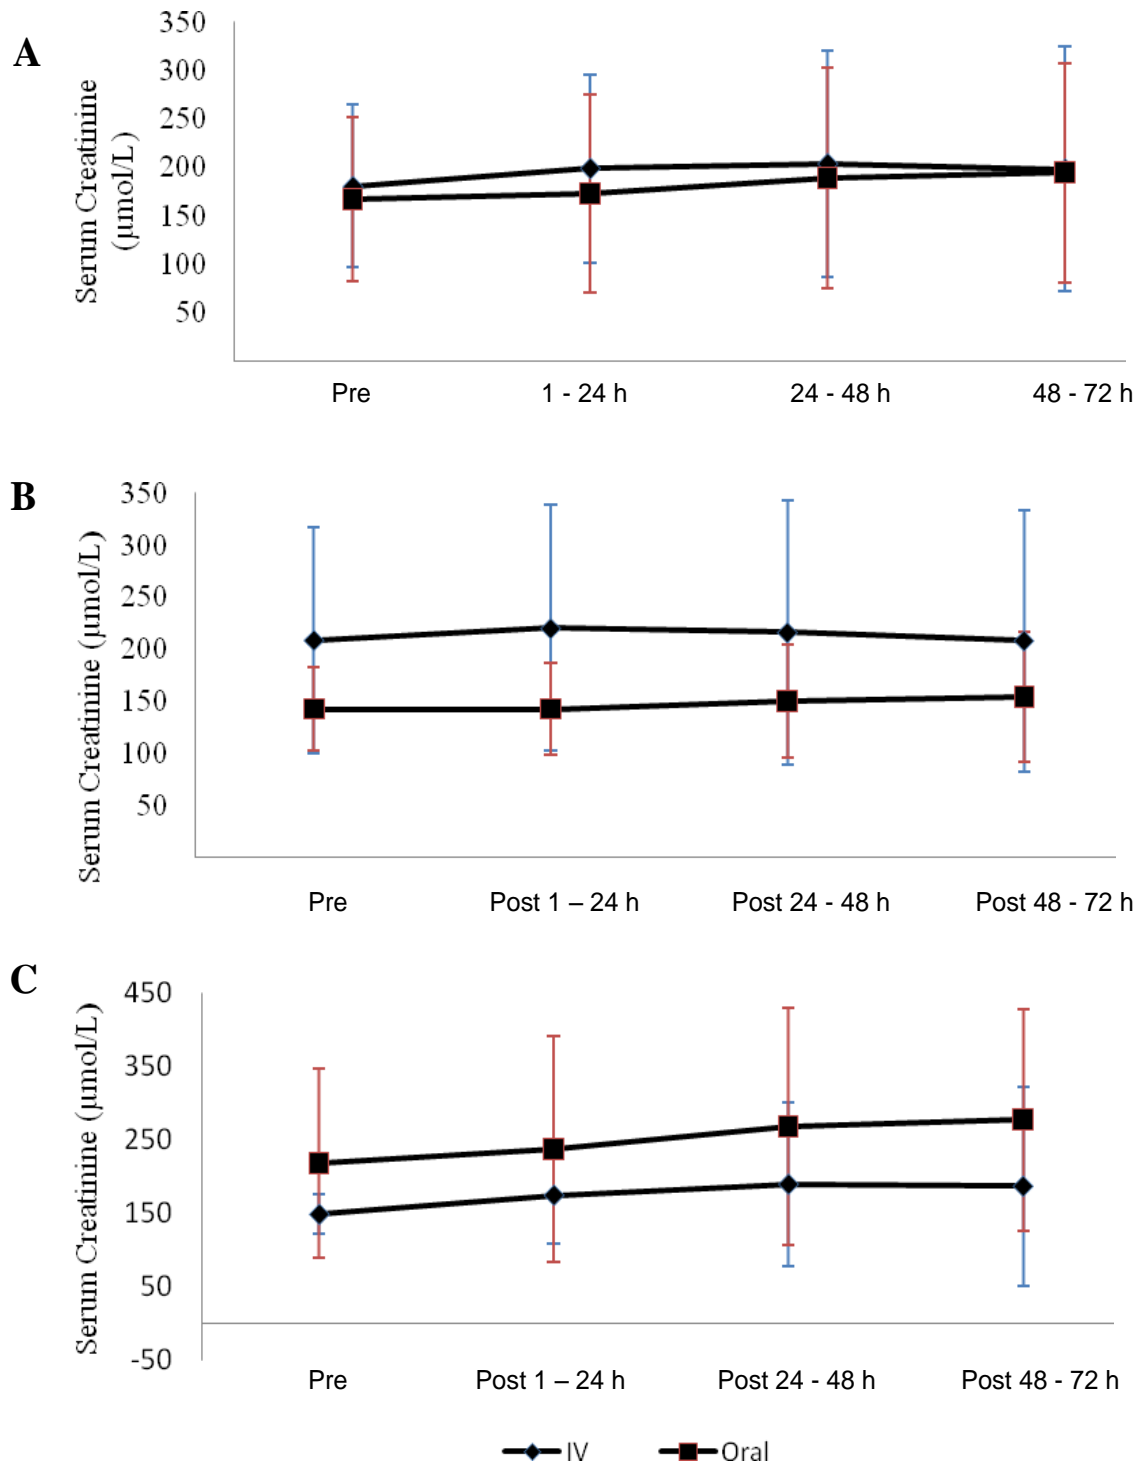 A
Serum Creatinine
(µmol/L)
350
300
250
200
150
100
50
Pre
1 - 24 h
24 - 48 h
48 - 72 h
B
Serum Creatinine (µmol/L)
350
300
250
200
150
100
50
Pre
Post 1 – 24 h
Post 24 - 48 h
Post 48 - 72 h
C
Serum Creatinine (µmol/L)
450
350
250
150
50
-50
Pre
Post 1 – 24 h
Post 24 - 48 h
Post 48 - 72 h
IV
Oral